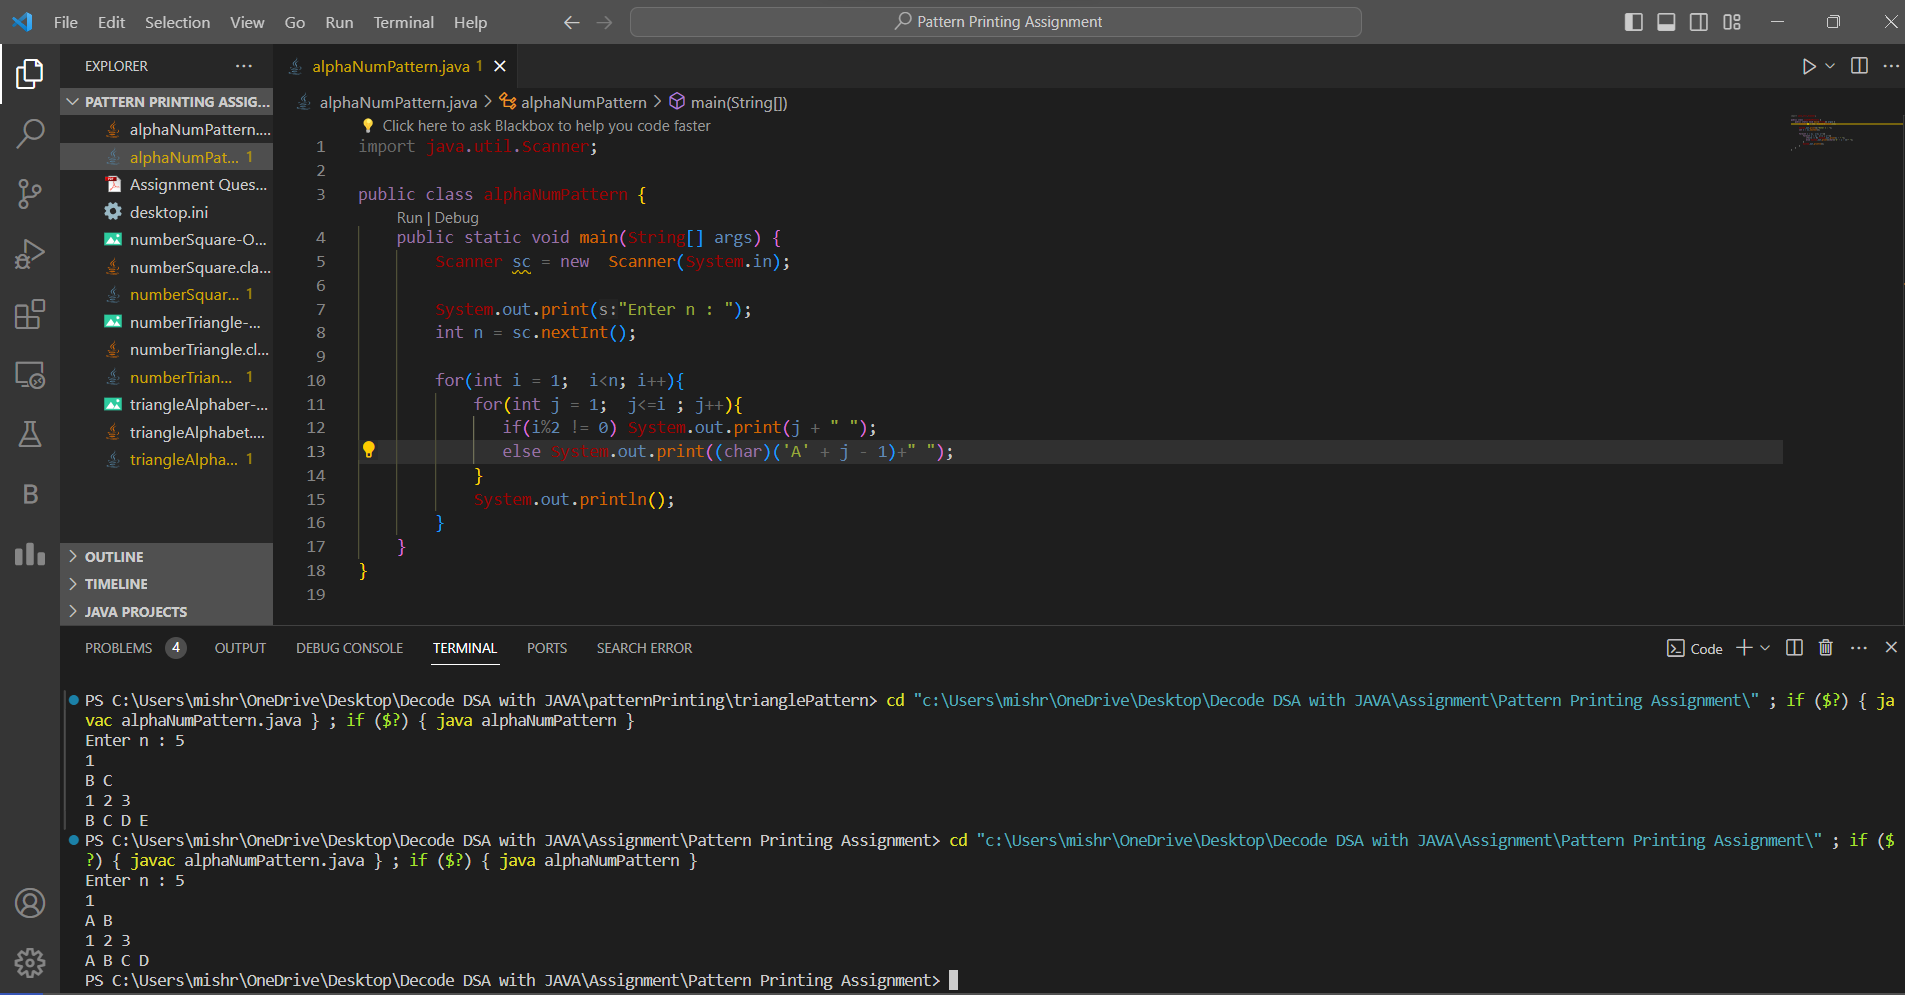 File Edit Selection View Go Run Terminal Help
Pattern Printing Assignment
EXPLORER
PATTERN PRINTING ASSIG...
alphaNumPattern....
alphaNumPat... 1
Assignment Ques...
desktop.ini
numberSquare-O...
numberSquare.cla...
numberSquar... 1
numberTriangle-...
numberTriangle.cl...
numberTrian... 1
triangleAlphaber-...
triangleAlphabet....
triangleAlpha... 1
OUTLINE
TIMELINE
JAVA PROJECTS
B
alphaNumPattern.java 1
alphaNumPattern.java > alphaNumPattern > main(String[])
Click here to ask Blackbox to help you code faster
1 import java.util.Scanner;
2
3 public class alphaNumPattern {
Run | Debug
4 public static void main(String[] args) {
5 Scanner sc = new  Scanner(System.in);
6
7 System.out.print(s:"Enter n : ");
8 int n = sc.nextInt();
9
10 for(int i = 1;  i<n; i++){
11 for(int j = 1;  j<=i ; j++){
12 if(i%2 != 0) System.out.print(j + " ");
13 else System.out.print((char)('A' + j - 1)+" ");
14 }
15 System.out.println();
16 }
17 }
18 }
19
PROBLEMS 4 OUTPUT DEBUG CONSOLE TERMINAL PORTS SEARCH ERROR
Code
PS C:\Users\mishr\OneDrive\Desktop\Decode DSA with JAVA\patternPrinting\trianglePattern> cd "c:\Users\mishr\OneDrive\Desktop\Decode DSA with JAVA\Assignment\Pattern Printing Assignment\" ; if ($?) { ja
vac alphaNumPattern.java } ; if ($?) { java alphaNumPattern }
Enter n : 5
1
B C
1 2 3
B C D E
PS C:\Users\mishr\OneDrive\Desktop\Decode DSA with JAVA\Assignment\Pattern Printing Assignment> cd "c:\Users\mishr\OneDrive\Desktop\Decode DSA with JAVA\Assignment\Pattern Printing Assignment\" ; if ($
?) { javac alphaNumPattern.java } ; if ($?) { java alphaNumPattern }
Enter n : 5
1
A B
1 2 3
A B C D
PS C:\Users\mishr\OneDrive\Desktop\Decode DSA with JAVA\Assignment\Pattern Printing Assignment>